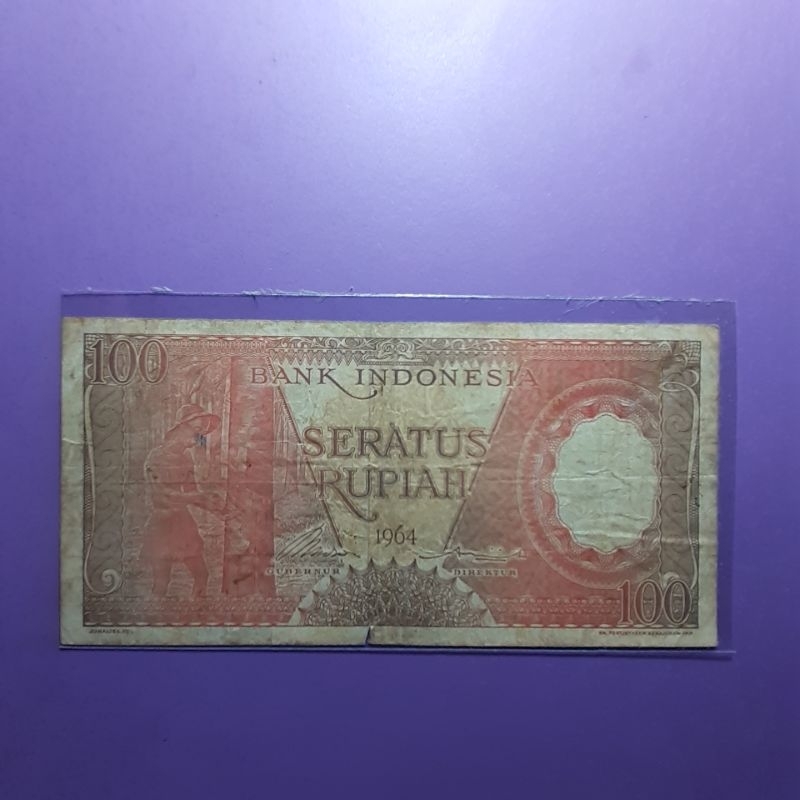 100
BANK INDONESIA
SERATUS
RUPIAH
1964
GUBERNUR DIREKTUR
100